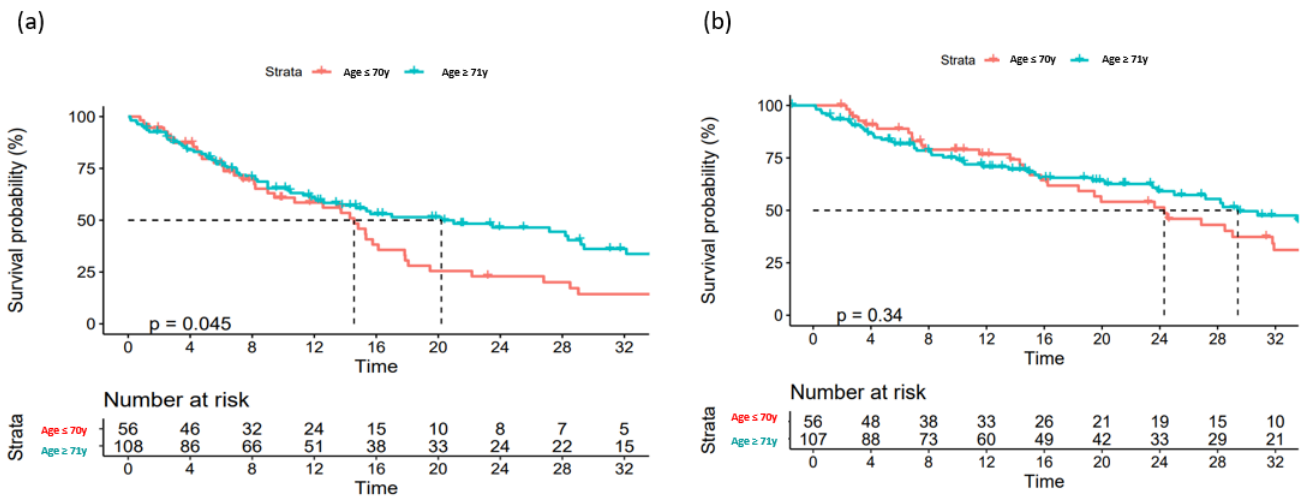 (a)
Strata Age ≤ 70y Age ≥ 71y
Survival probability (%)
100
75
50
25
0
p = 0.045
0 4 8 12 16 20 24 28 32
Time
Number at risk
Strata
Age ≤ 70y 56 46 32 24 15 10 8 7 5
Age ≥ 71y 108 86 66 51 38 33 24 22 15
0 4 8 12 16 20 24 28 32
Time
(b)
Strata Age ≤ 70y Age ≥ 71y
Survival probability (%)
100
75
50
25
0
p = 0.34
0 4 8 12 16 20 24 28 32
Time
Number at risk
Strata
Age ≤ 70y 56 48 38 33 26 21 19 15 10
Age ≥ 71y 107 88 73 60 49 42 33 29 21
0 4 8 12 16 20 24 28 32
Time